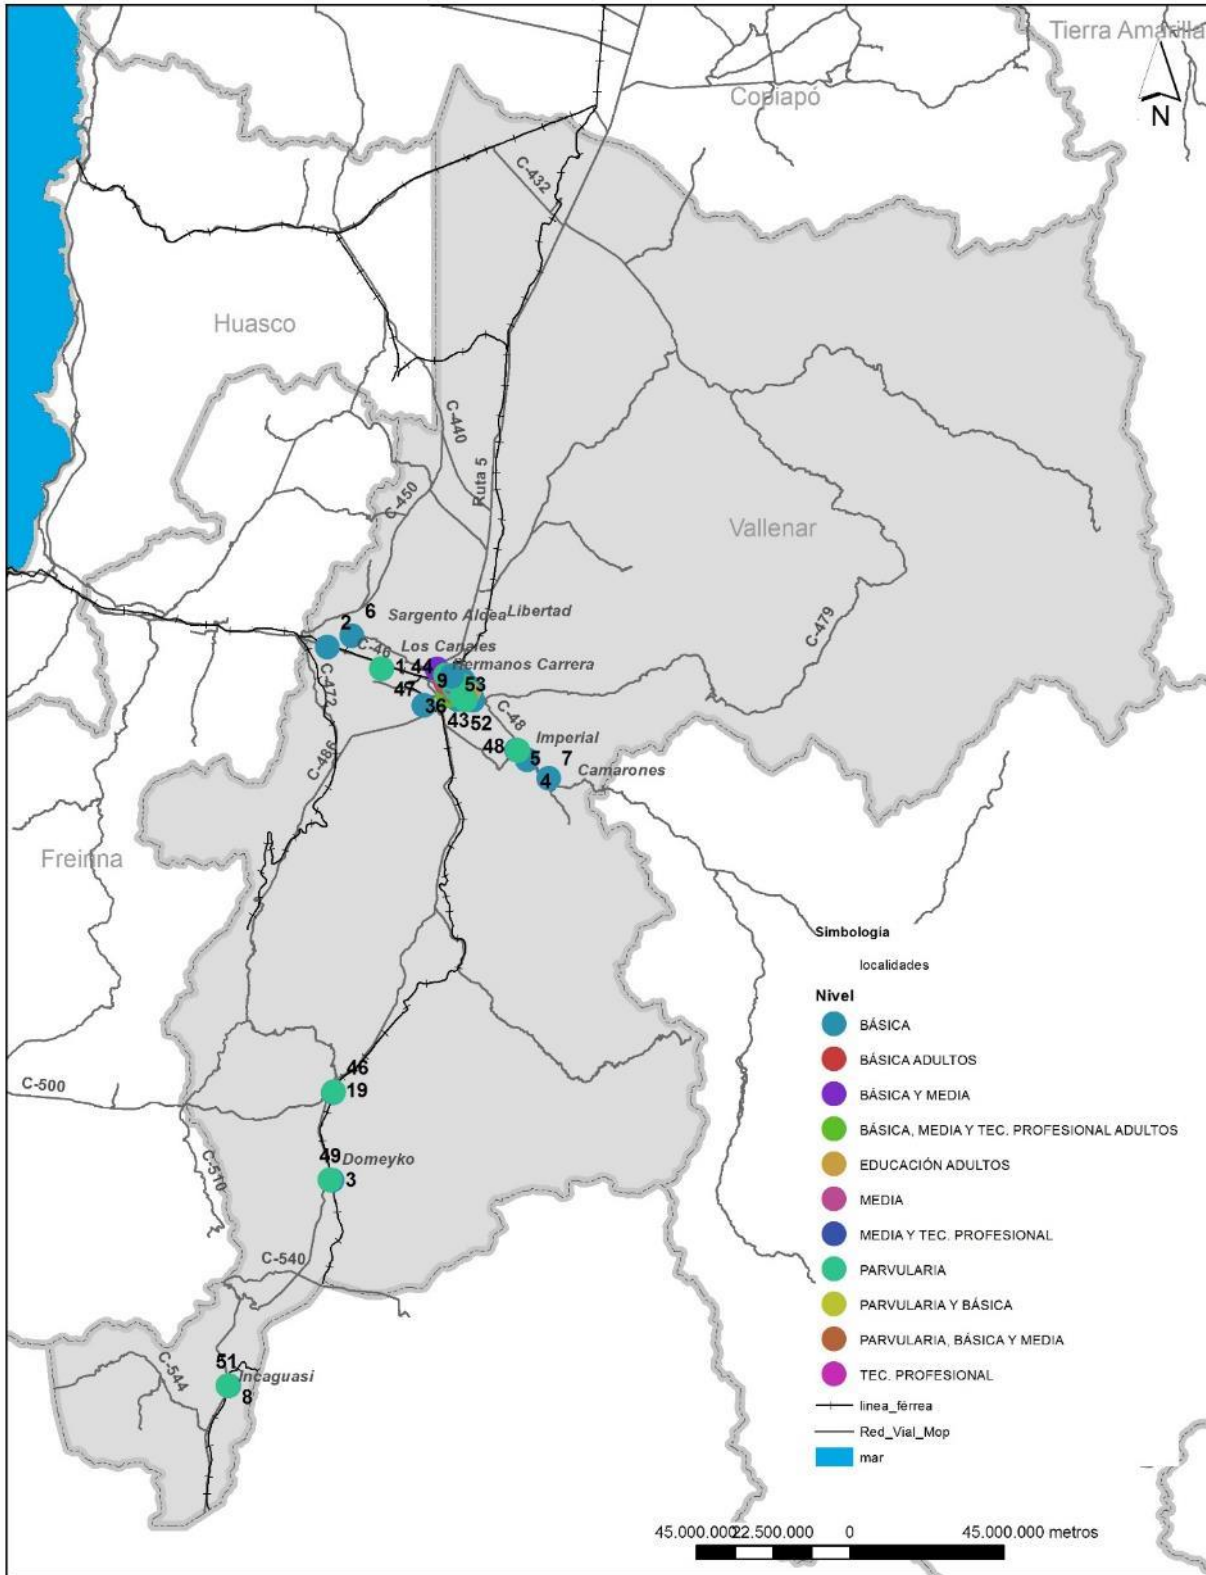 Tierra Amarilla
Copiapó
N
C-432
Huasco
C-440
Ruta 5
C-450
Vallenar
C-479
6
Sargento Aldea
Libertad
2
C-46
Los Canales
1
44
Hermanos Carrera
C-472
47
9
53
36
43
52
C-48
C-486
Imperial
48
5
7
4
Camarones
Freirina
46
C-500
19
49
Domeyko
3
C-510
C-540
51
Incaguasi
C-544
8
Simbología
localidades
Nivel
BÁSICA
BÁSICA ADULTOS
BÁSICA Y MEDIA
BÁSICA, MEDIA Y TEC. PROFESIONAL ADULTOS
EDUCACIÓN ADULTOS
MEDIA
MEDIA Y TEC. PROFESIONAL
PARVULARIA
PARVULARIA Y BÁSICA
PARVULARIA, BÁSICA Y MEDIA
TEC. PROFESIONAL
linea_férrea
Red_Vial_Mop
mar
45.000.000 22.500.000 0 45.000.000 metros